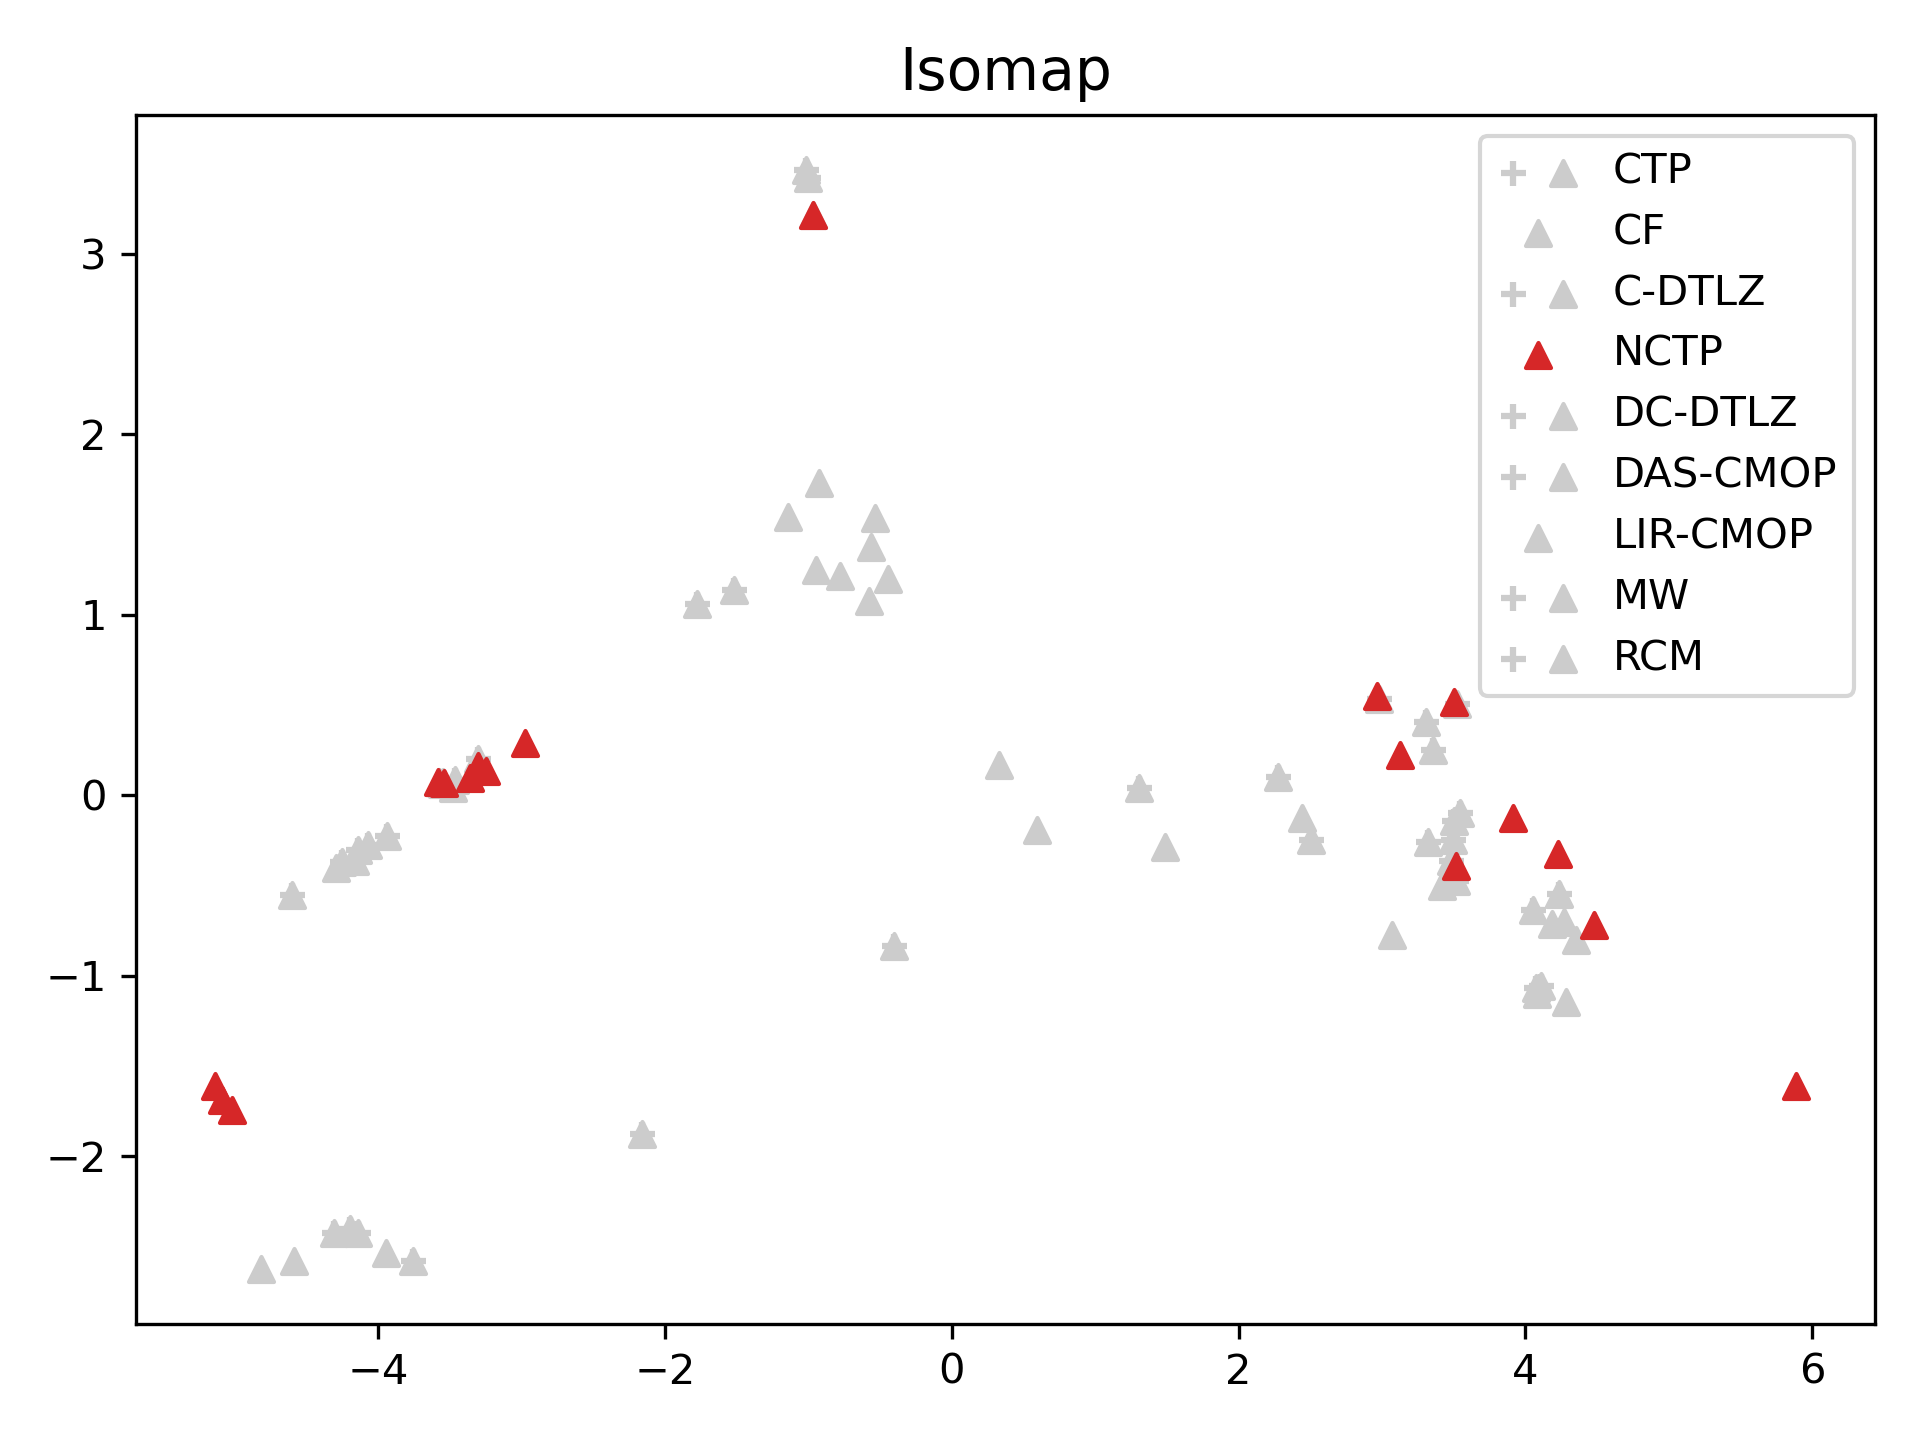 Isomap
CTP
CF
C-DTLZ
NCTP
DC-DTLZ
DAS-CMOP
LIR-CMOP
MW
RCM
3
2
1
0
−1
−2
−4 −2 0 2 4 6